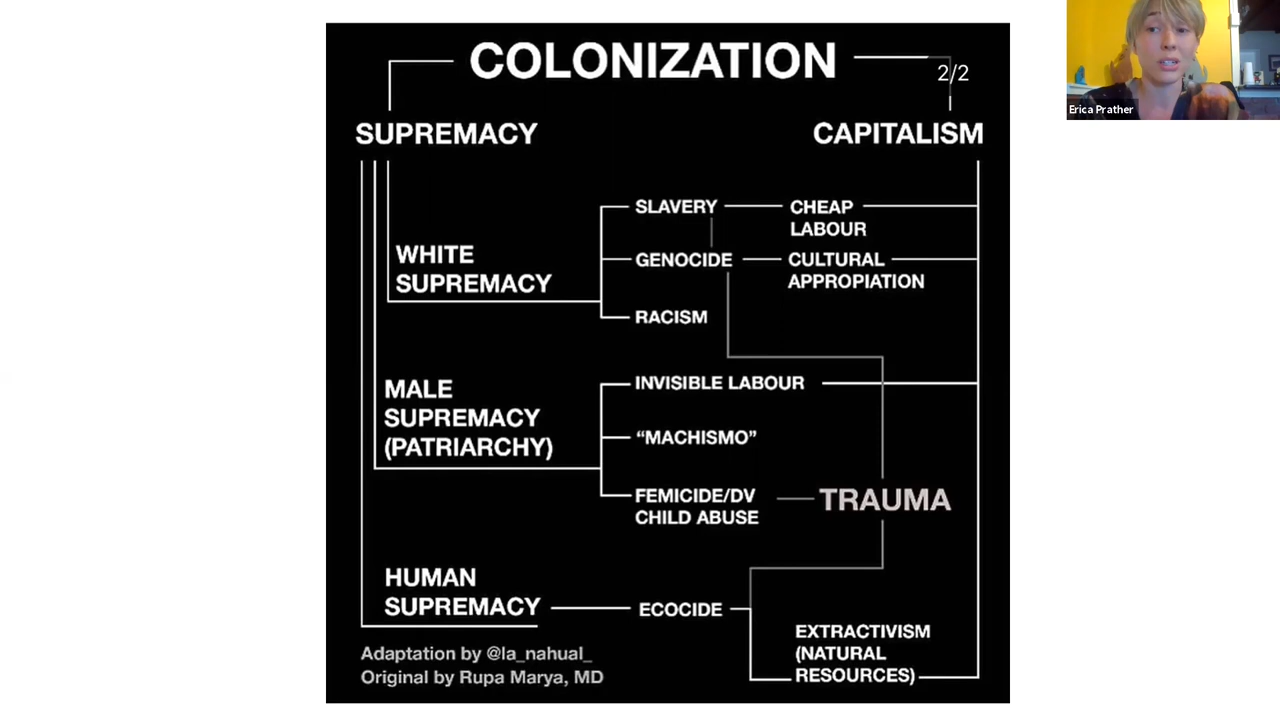 COLONIZATION
2/2
Erica Prather
SUPREMACY
CAPITALISM
SLAVERY
CHEAP
LABOUR
WHITE
SUPREMACY
GENOCIDE
CULTURAL
APPROPIATION
RACISM
MALE
SUPREMACY
(PATRIARCHY)
INVISIBLE LABOUR
“MACHISMO”
FEMICIDE/DV
CHILD ABUSE
TRAUMA
HUMAN
SUPREMACY
ECOCIDE
EXTRACTIVISM
(NATURAL
RESOURCES)
Adaptation by @la_nahual_
Original by Rupa Marya, MD